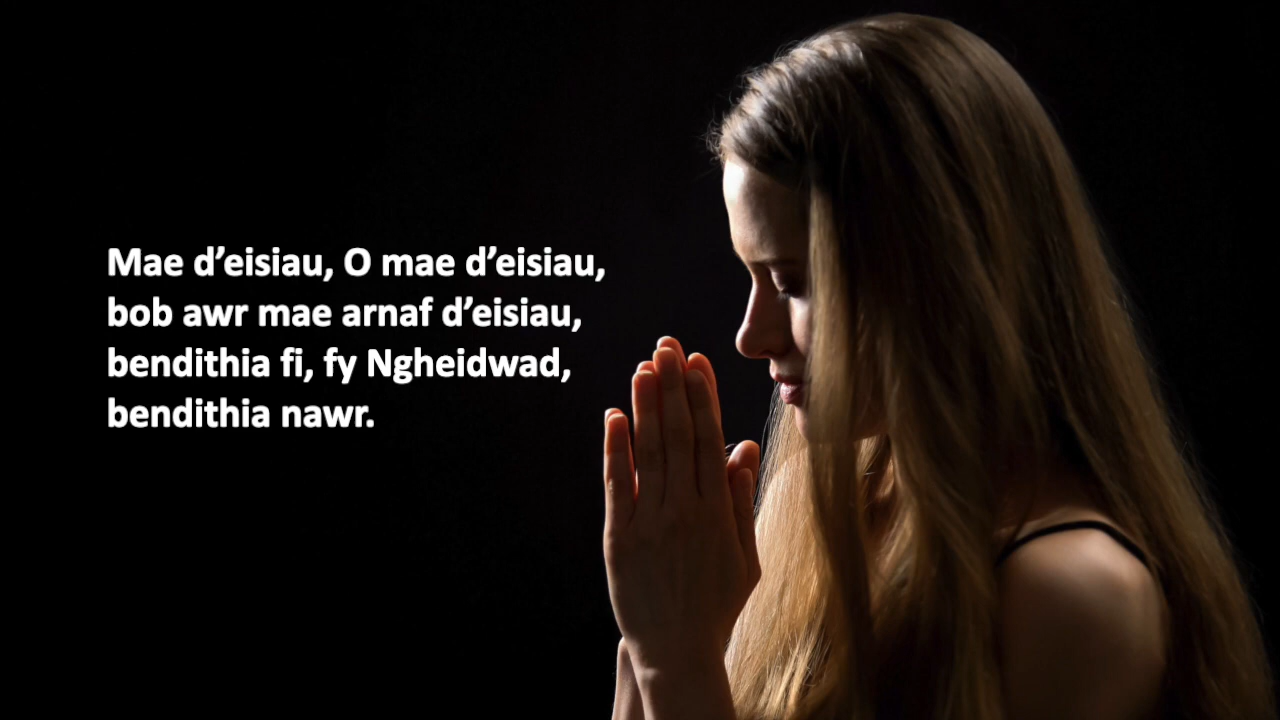 Mae d’eisiau, O mae d’eisiau,
bob awr mae arnaf d’eisiau,
bendithia fi, fy Ngheidwad,
bendithia nawr.